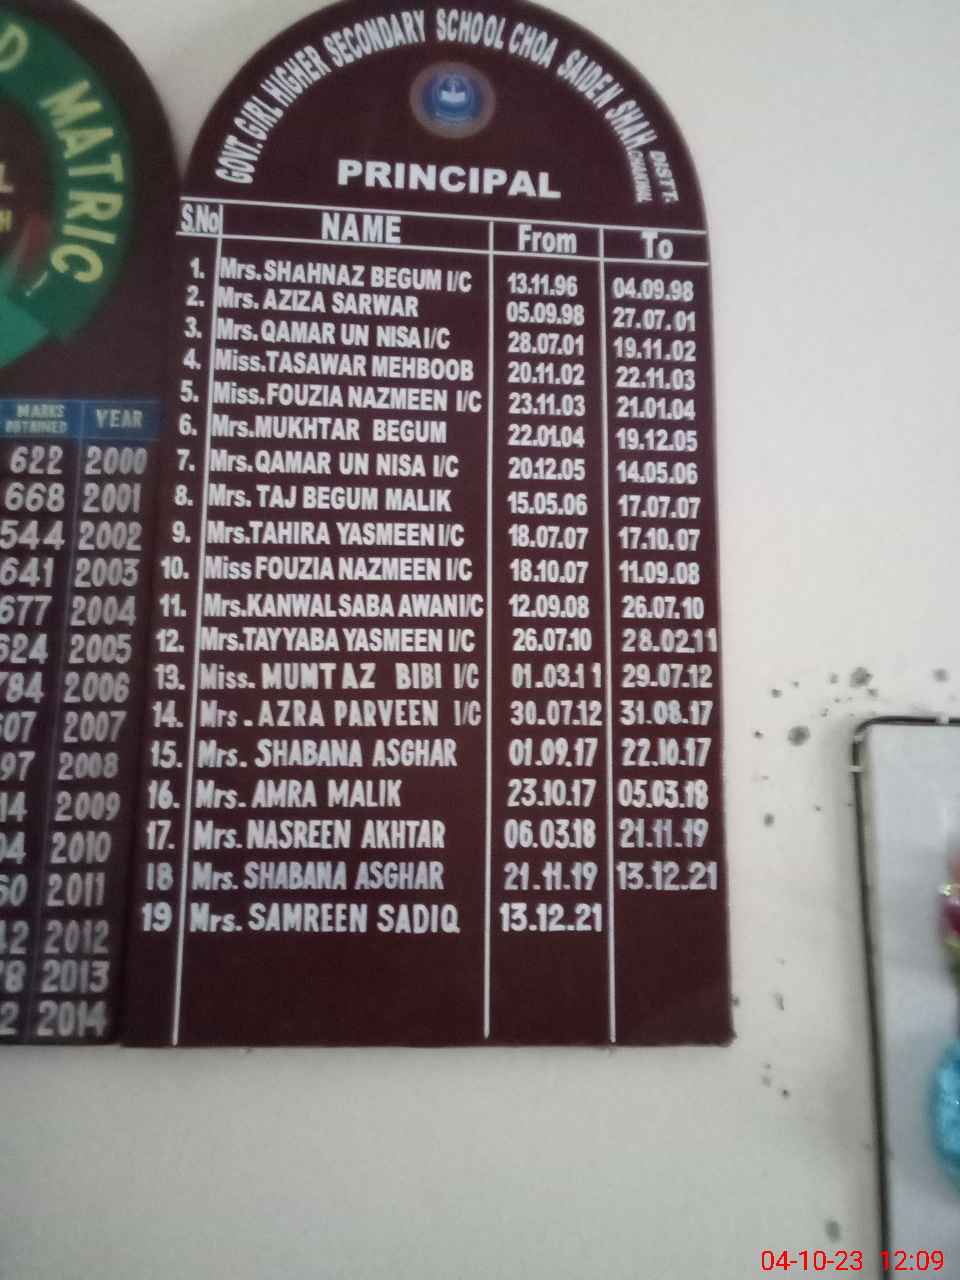 D MATRIC
L
H
MARKS OBTAINED YEAR
622 2000
668 2001
544 2002
641 2003
677 2004
624 2005
784 2006
607 2007
97 2008
14 2009
04 2010
60 2011
12 2012
78 2013
2 2014
GOVT. GIRL HIGHER SECONDARY SCHOOL CHOA SAIDEN SHAH.
DISTT. CHAKWAL
PRINCIPAL
S.No NAME From To
1. Mrs.SHAHNAZ BEGUM I/C 13.11.96 04.09.98
2. Mrs. AZIZA SARWAR 05.09.98 27.07.01
3. Mrs.QAMAR UN NISA I/C 28.07.01 19.11.02
4. Miss.TASAWAR MEHBOOB 20.11.02 22.11.03
5. Miss.FOUZIA NAZMEEN I/C 23.11.03 21.01.04
6. Mrs.MUKHTAR BEGUM 22.01.04 19.12.05
7. Mrs.QAMAR UN NISA I/C 20.12.05 14.05.06
8. Mrs. TAJ BEGUM MALIK 15.05.06 17.07.07
9. Mrs.TAHIRA YASMEEN I/C 18.07.07 17.10.07
10. Miss FOUZIA NAZMEEN I/C 18.10.07 11.09.08
11. Mrs.KANWAL SABA AWAN I/C 12.09.08 26.07.10
12. Mrs.TAYYABA YASMEEN I/C 26.07.10 28.02.11
13. Miss. MUMTAZ BIBI I/C 01.03.11 29.07.12
14. Mrs. AZRA PARVEEN I/C 30.07.12 31.08.17
15. Mrs. SHABANA ASGHAR 01.09.17 22.10.17
16. Mrs. AMRA MALIK 23.10.17 05.03.18
17. Mrs. NASREEN AKHTAR 06.03.18 21.11.19
18 Mrs. SHABANA ASGHAR 21.11.19 13.12.21
19 Mrs. SAMREEN SADIQ 13.12.21
04-10-23 12:09